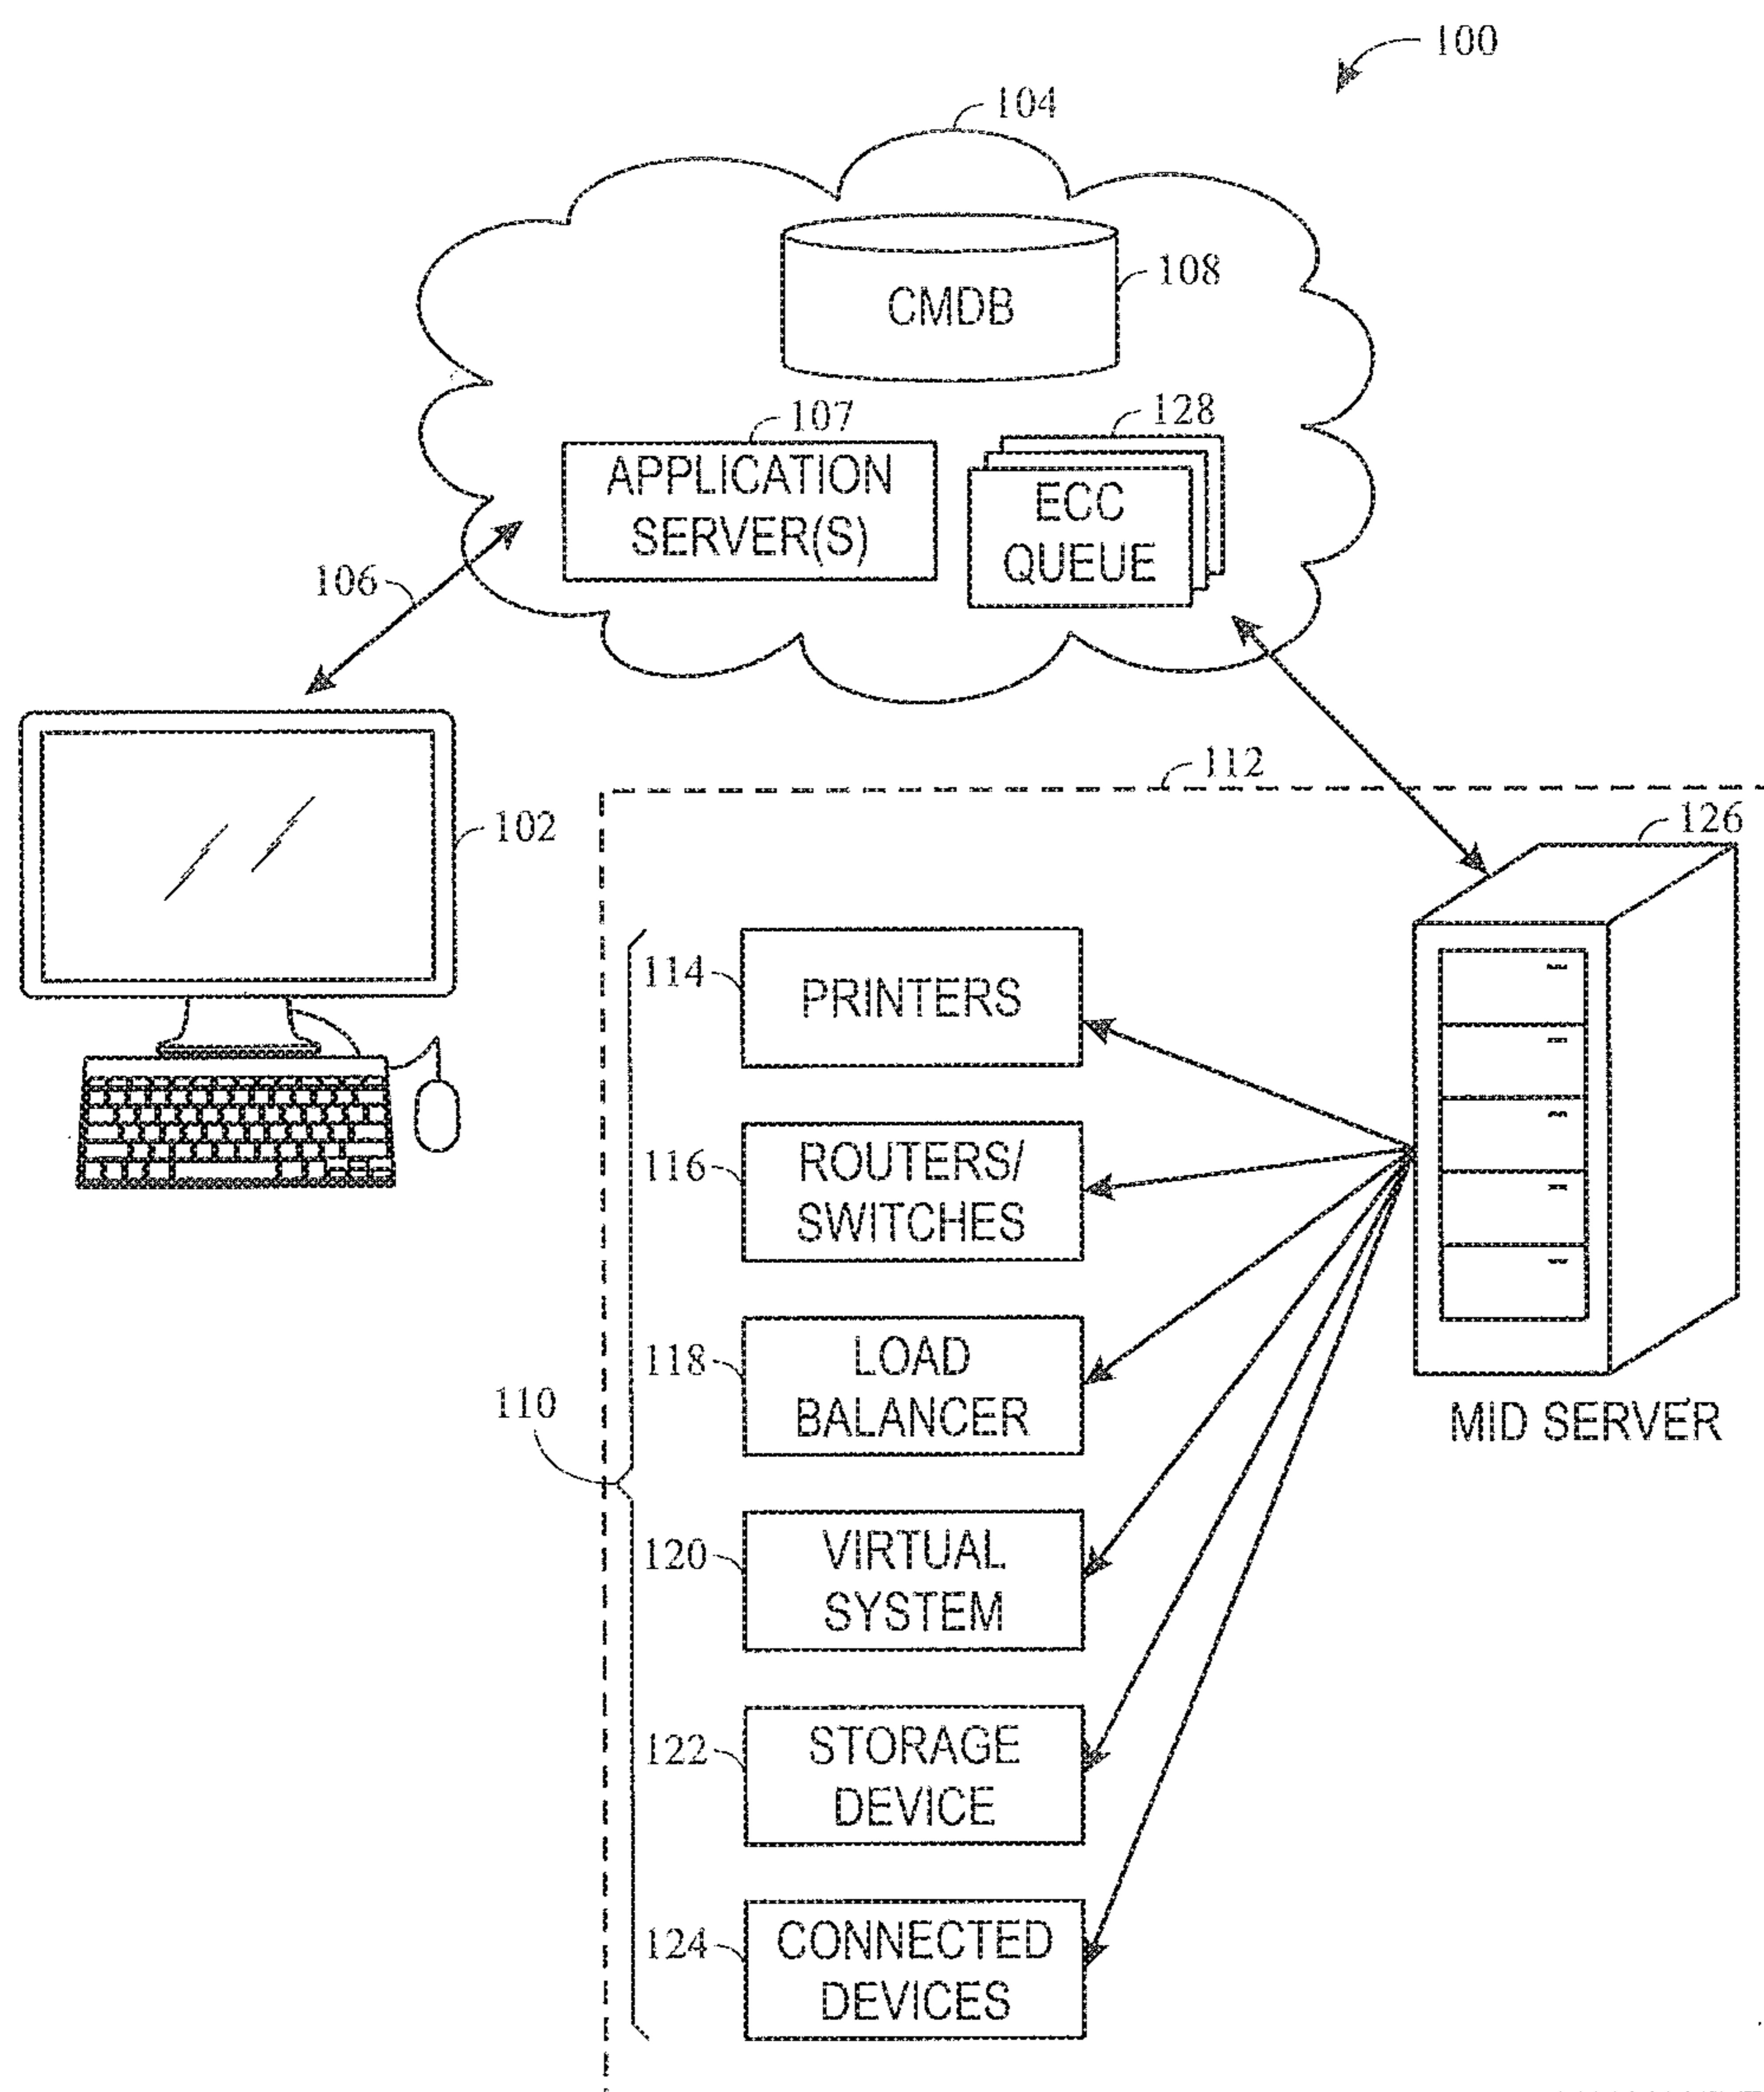 100
104
CMDB
108
107
128
APPLICATION
SERVER(S)
ECC
QUEUE
106
112
102
126
114
PRINTERS
116
ROUTERS/
SWITCHES
118
LOAD
BALANCER
110
MID SERVER
120
VIRTUAL
SYSTEM
122
STORAGE
DEVICE
124
CONNECTED
DEVICES